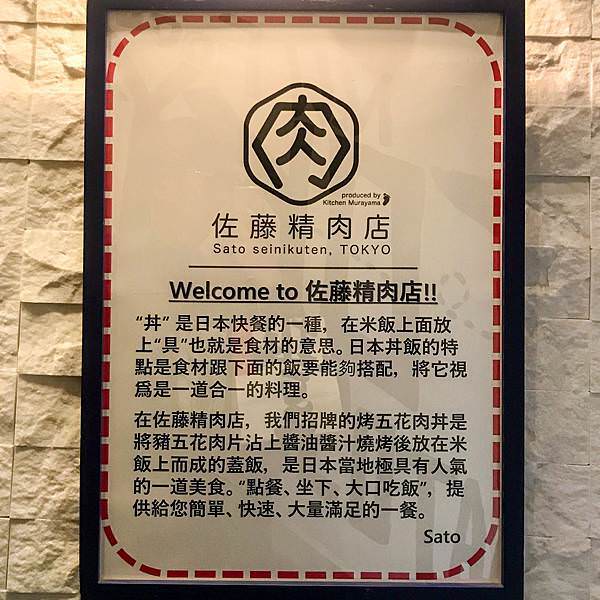 肉
produced by
Kitchen Murayama
佐藤精肉店
Sato seinikuten, TOKYO
Welcome to 佐藤精肉店!!
“丼” 是日本快餐的一種，在米飯上面放
上“具”也就是食材的意思。日本丼飯的特
點是食材跟下面的飯要能夠搭配，將它視
爲是一道合一的料理。
在佐藤精肉店，我們招牌的烤五花肉丼是
將豬五花肉片沾上醬油醬汁燒烤後放在米
飯上而成的蓋飯，是日本當地極具有人氣
的一道美食。“點餐、坐下、大口吃飯”，提
供給您簡單、快速、大量滿足的一餐。
Sato